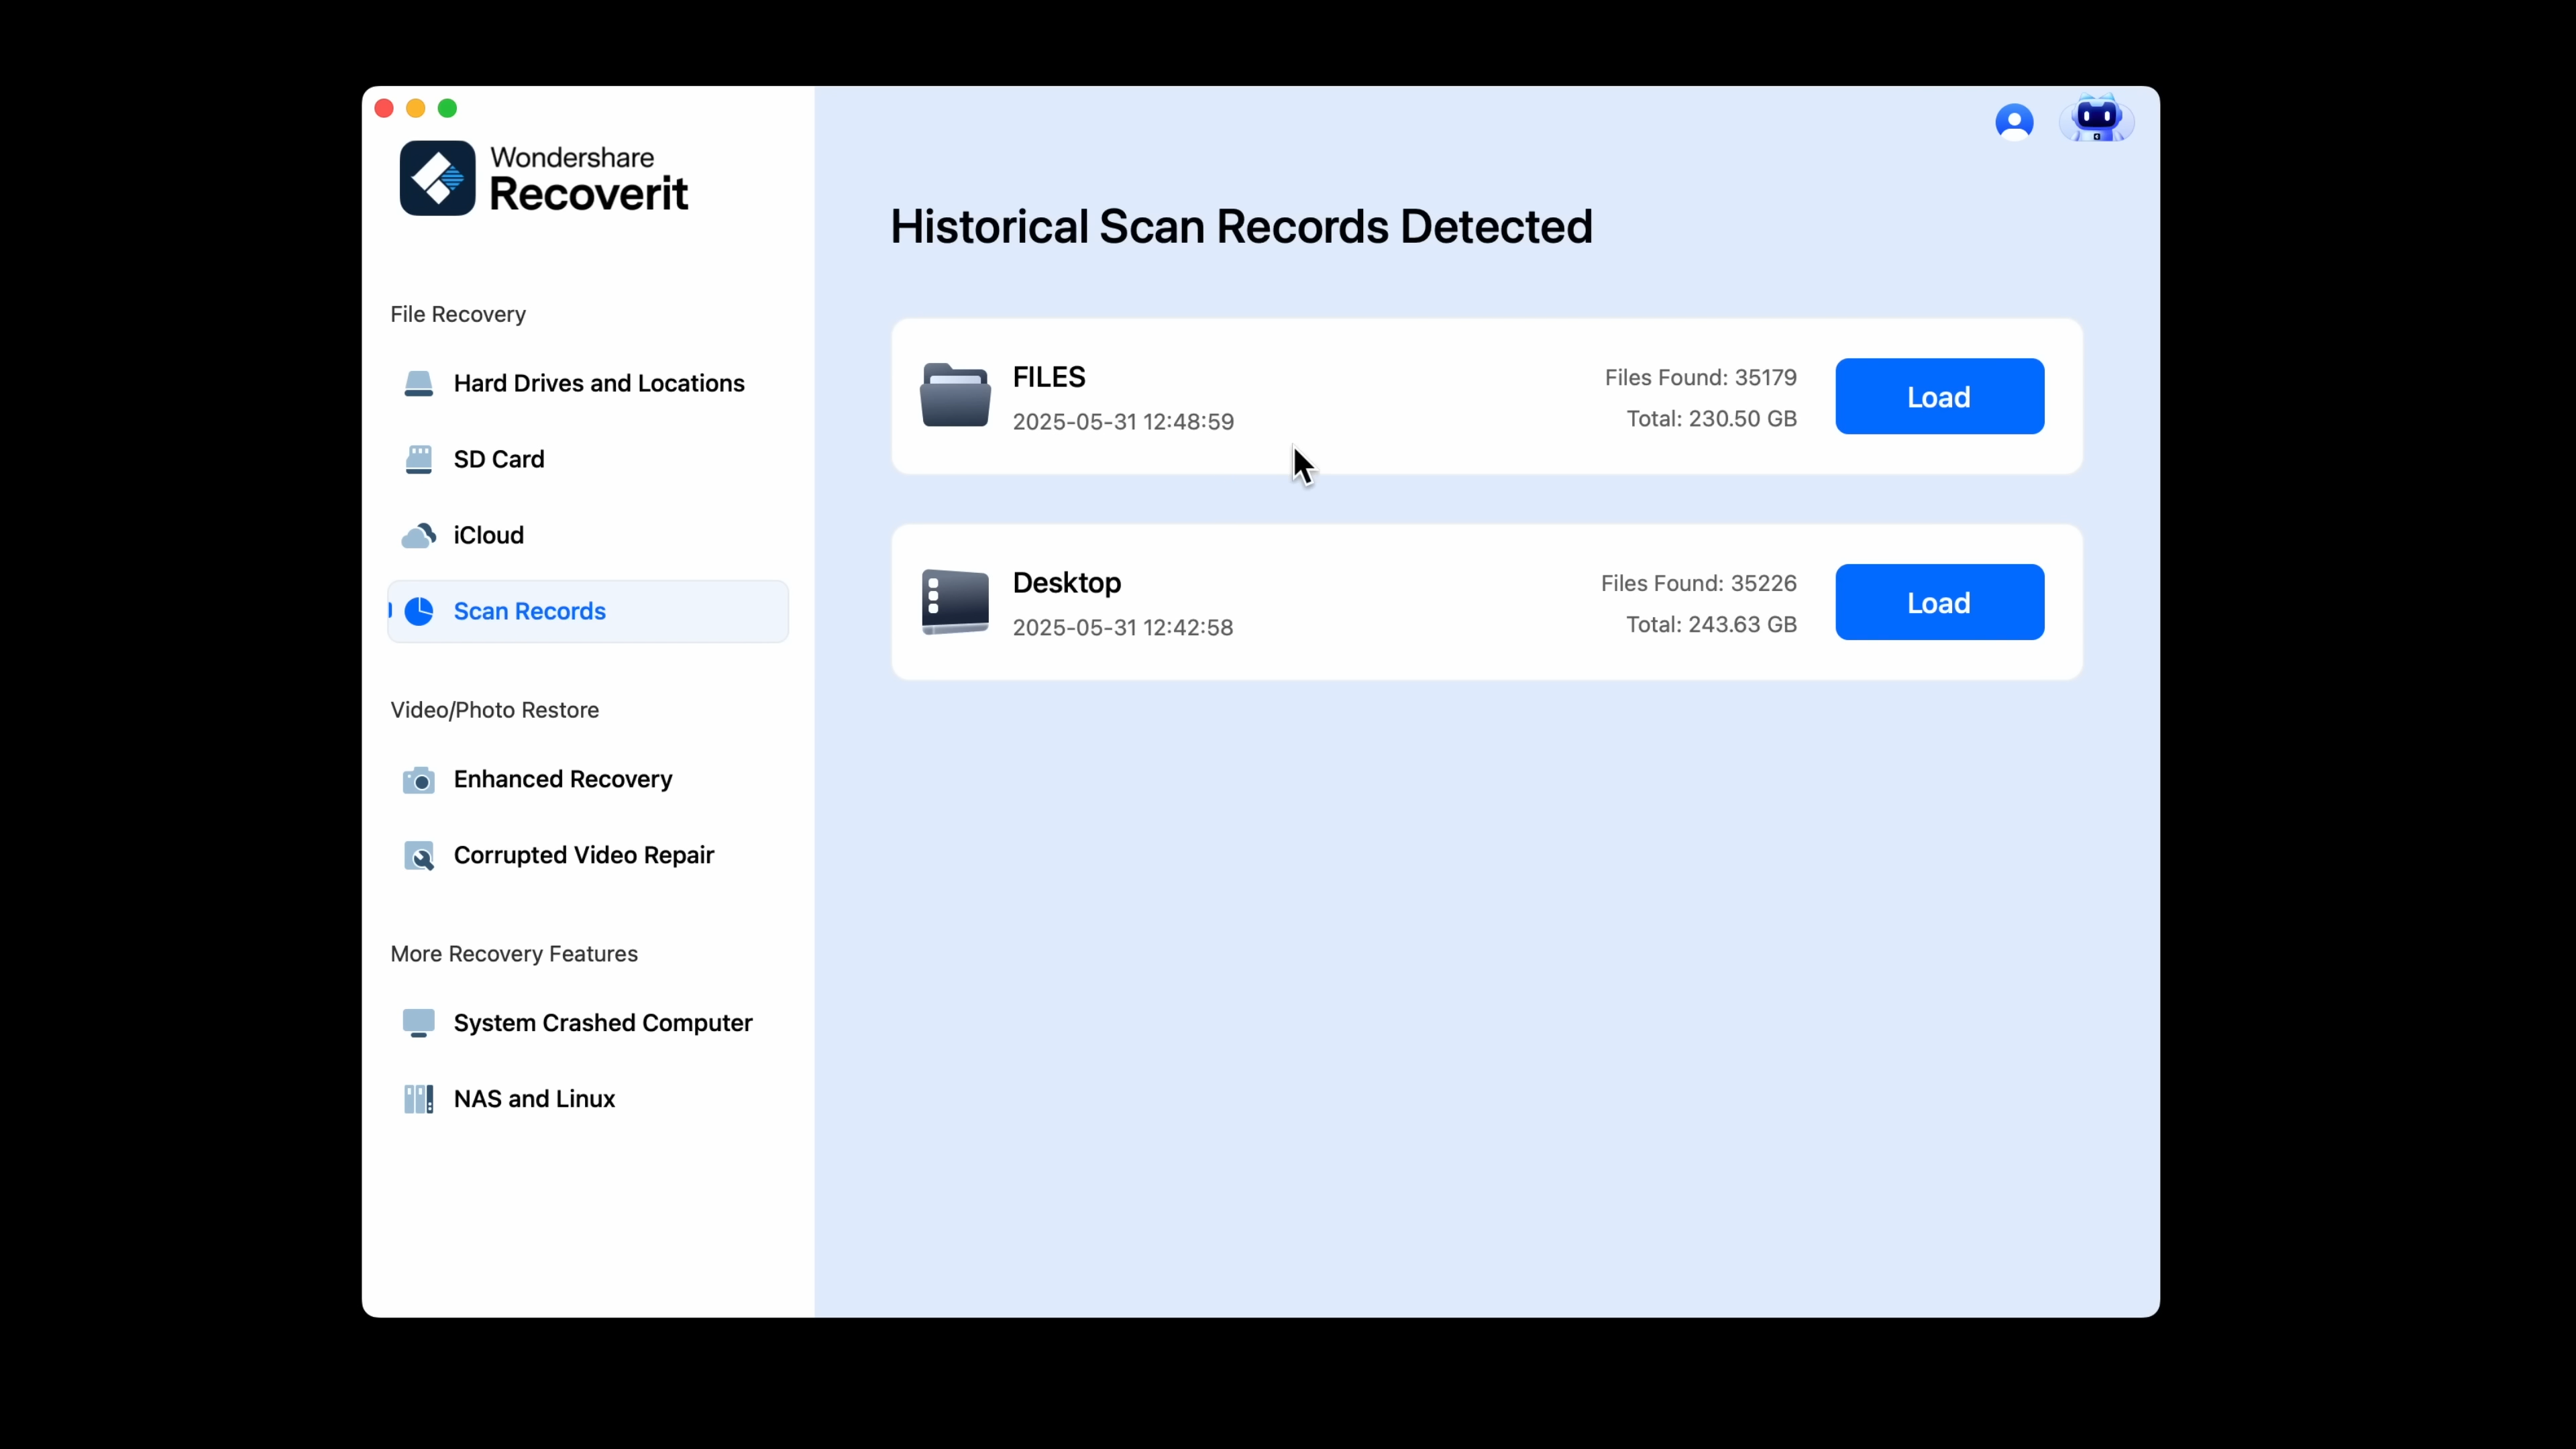 Wondershare
Recoverit
File Recovery
Hard Drives and Locations
SD Card
iCloud
Scan Records
Video/Photo Restore
Enhanced Recovery
Corrupted Video Repair
More Recovery Features
System Crashed Computer
NAS and Linux
Historical Scan Records Detected
FILES
2025-05-31 12:48:59
Files Found: 35179
Total: 230.50 GB
Load
Desktop
2025-05-31 12:42:58
Files Found: 35226
Total: 243.63 GB
Load